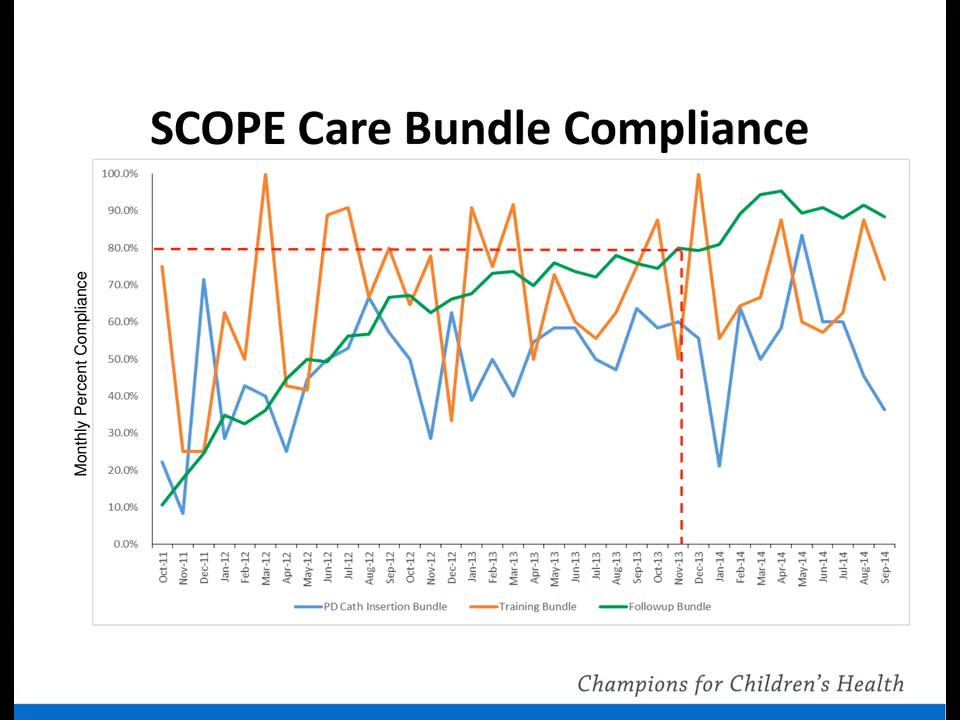 SCOPE Care Bundle Compliance
Monthly Percent Compliance
100.0%
90.0%
80.0%
70.0%
60.0%
50.0%
40.0%
30.0%
20.0%
10.0%
0.0%
Oct-11 Nov-11 Dec-11 Jan-12 Feb-12 Mar-12 Apr-12 May-12 Jun-12 Jul-12 Aug-12 Sep-12 Oct-12 Nov-12 Dec-12 Jan-13 Feb-13 Mar-13 Apr-13 May-13 Jun-13 Jul-13 Aug-13 Sep-13 Oct-13 Nov-13 Dec-13 Jan-14 Feb-14 Mar-14 Apr-14 May-14 Jun-14 Jul-14 Aug-14 Sep-14
PD Cath Insertion Bundle Training Bundle Followup Bundle
Champions for Children's Health